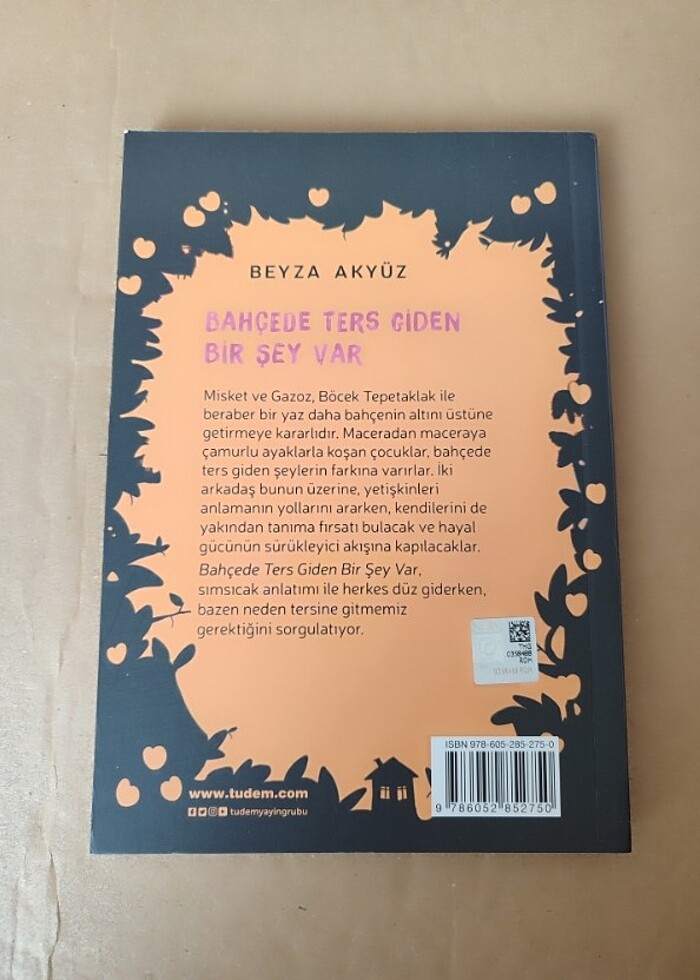 BEYZA AKYÜZ
BAHÇEDE TERS GİDEN
BİR ŞEY VAR
Misket ve Gazoz, Böcek Tepetaklak ile
beraber bir yaz daha bahçenin altını üstüne
getirmeye kararlıdır. Maceradan maceraya
çamurlu ayaklarla koşan çocuklar, bahçede
ters giden şeylerin farkına varırlar. İki
arkadaş bunun üzerine, yetişkinleri
anlamanın yollarını ararken, kendilerini de
yakından tanıma fırsatı bulacak ve hayal
gücünün sürükleyici akışına kapılacaklar.
Bahçede Ters Giden Bir Şey Var,
sımsıcak anlatımı ile herkes düz giderken,
bazen neden tersine gitmemiz
gerektiğini sorgulatıyor.
ISBN 978-605-285-275-0
9 786052 852750
www.tudem.com
tudemyayingrubu